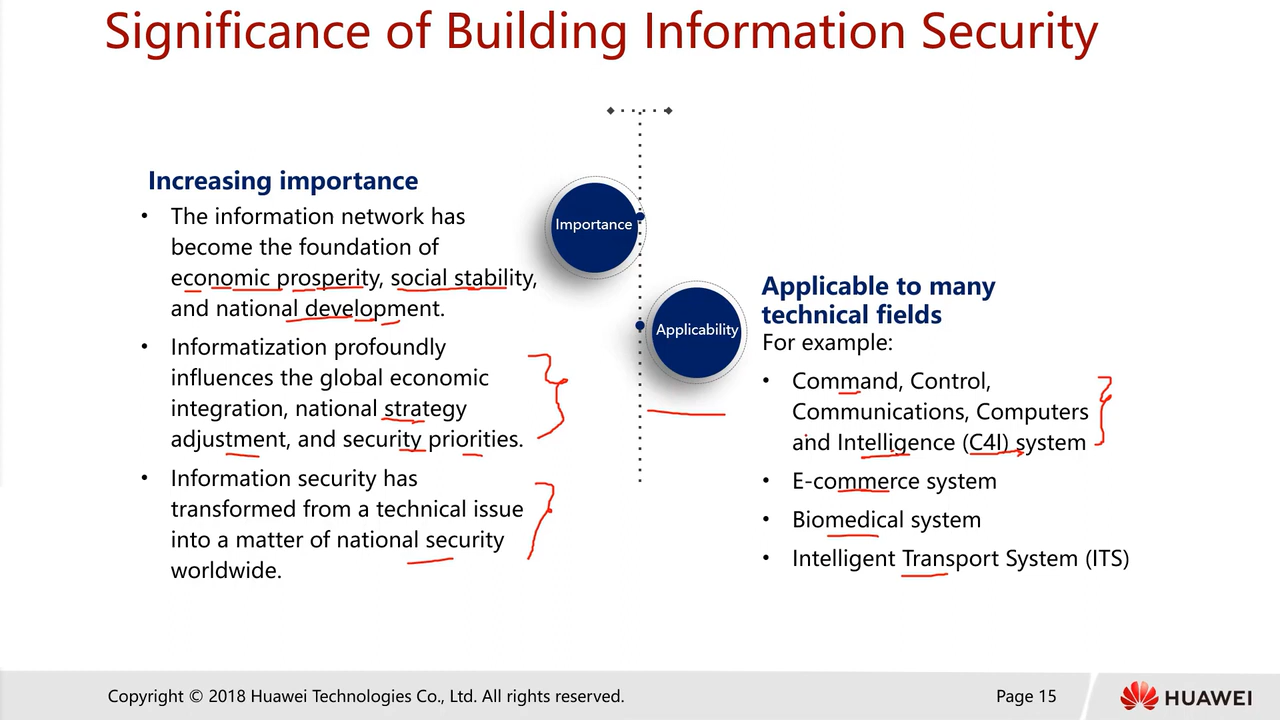 Significance of Building Information Security
Increasing importance
• The information network has
become the foundation of
economic prosperity, social stability,
and national development.
• Informatization profoundly
influences the global economic
integration, national strategy
adjustment, and security priorities.
• Information security has
transformed from a technical issue
into a matter of national security
worldwide.
Importance
Applicability
Applicable to many
technical fields
For example:
• Command, Control,
Communications, Computers
and Intelligence (C4I) system
• E-commerce system
• Biomedical system
• Intelligent Transport System (ITS)
Copyright © 2018 Huawei Technologies Co., Ltd. All rights reserved.
Page 15
HUAWEI